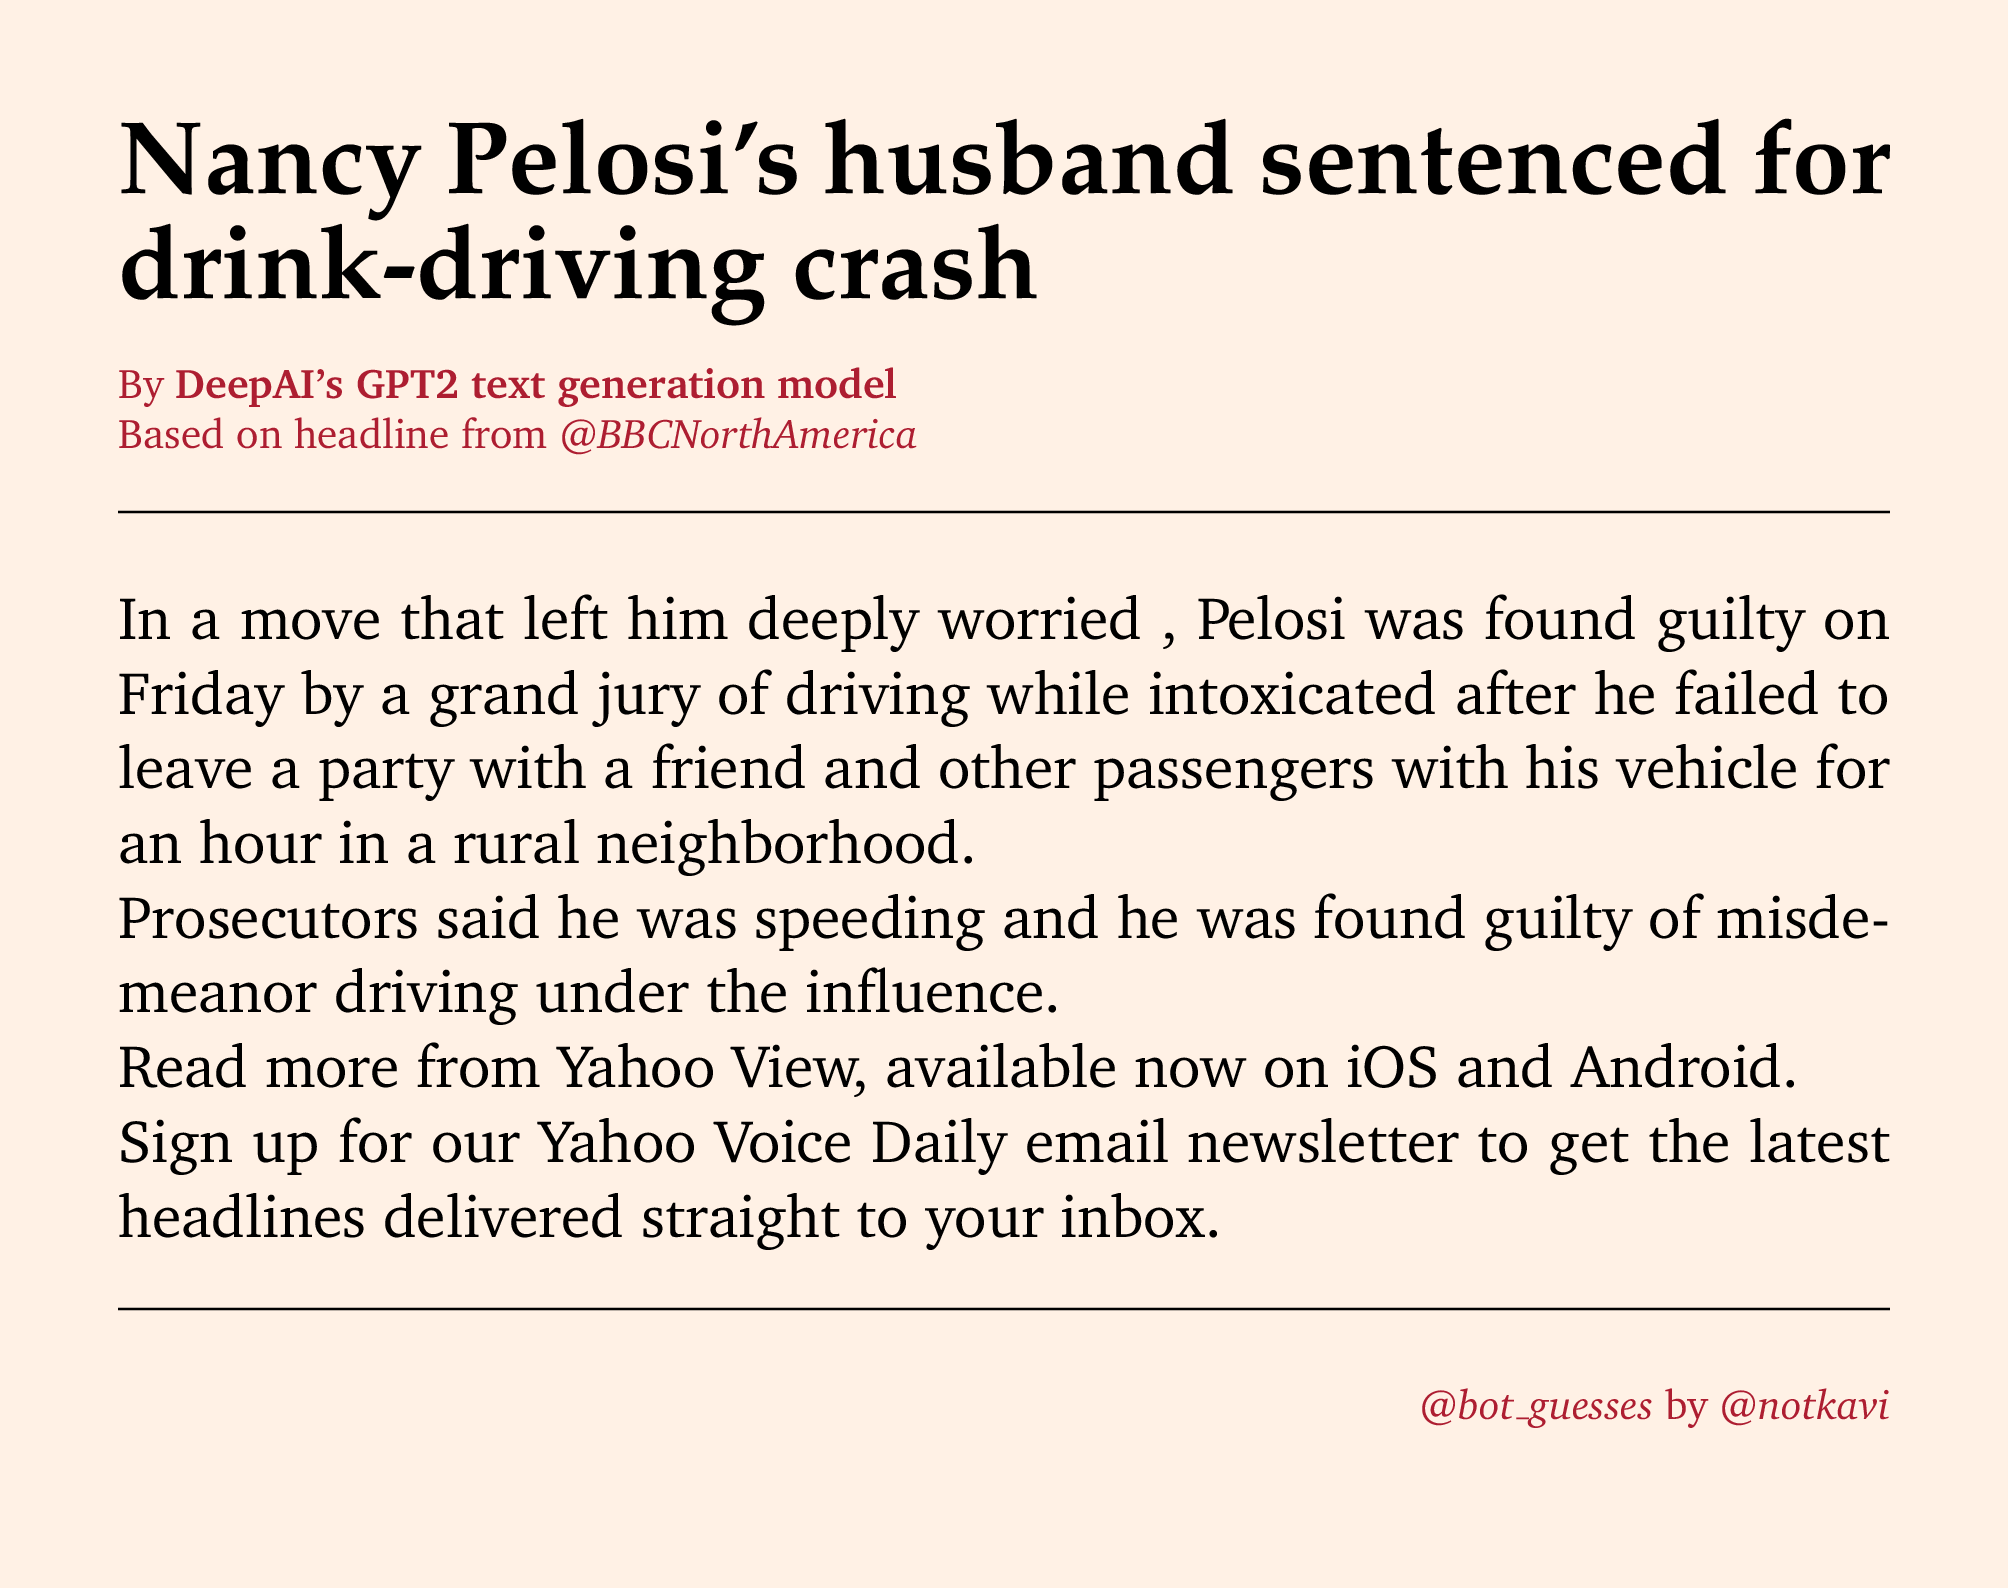 Nancy Pelosi’s husband sentenced for
drink-driving crash
By DeepAI’s GPT2 text generation model
Based on headline from @BBCNorthAmerica
In a move that left him deeply worried , Pelosi was found guilty on
Friday by a grand jury of driving while intoxicated after he failed to
leave a party with a friend and other passengers with his vehicle for
an hour in a rural neighborhood.
Prosecutors said he was speeding and he was found guilty of misde-
meanor driving under the influence.
Read more from Yahoo View, available now on iOS and Android.
Sign up for our Yahoo Voice Daily email newsletter to get the latest
headlines delivered straight to your inbox.
@bot_guesses by @notkavi